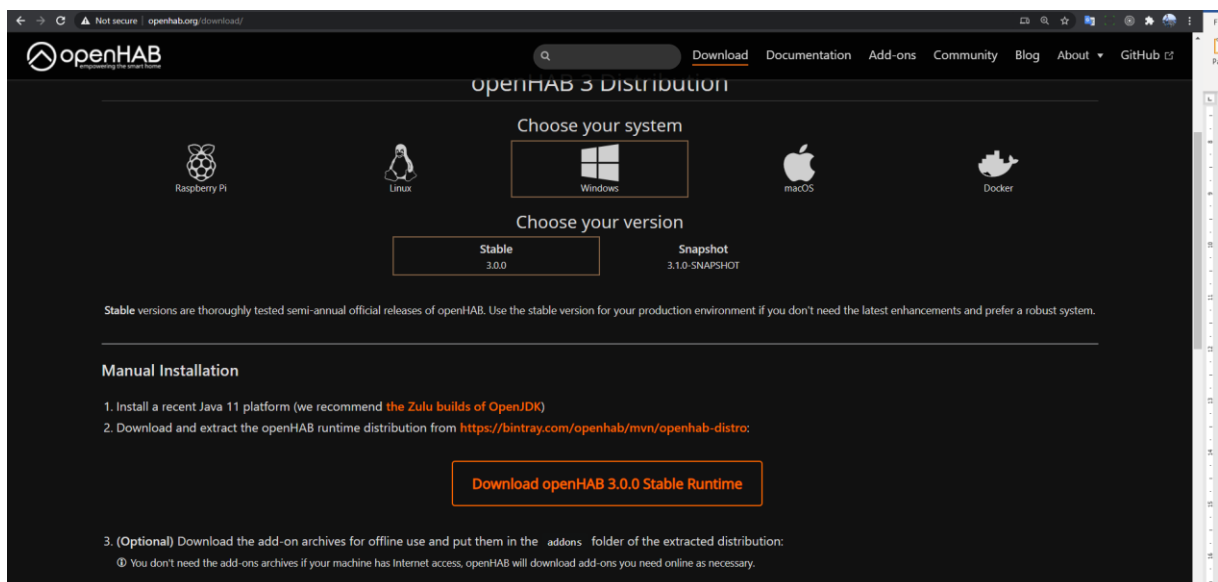 Not secure openhab.org/download/
openHAB
empowering the smart home
Download Documentation Add-ons Community Blog About GitHub
openHAB 3 Distribution
Choose your system
Raspberry Pi Linux Windows macOS Docker
Choose your version
Stable Snapshot
3.0.0 3.1.0-SNAPSHOT
Stable versions are thoroughly tested semi-annual official releases of openHAB. Use the stable version for your production environment if you don't need the latest enhancements and prefer a robust system.
Manual Installation
1. Install a recent Java 11 platform (we recommend the Zulu builds of OpenJDK)
2. Download and extract the openHAB runtime distribution from https://bintray.com/openhab/mvn/openhab-distro:
Download openHAB 3.0.0 Stable Runtime
3. (Optional) Download the add-on archives for offline use and put them in the addons folder of the extracted distribution:
You don't need the add-ons archives if your machine has Internet access, openHAB will download add-ons you need online as necessary.